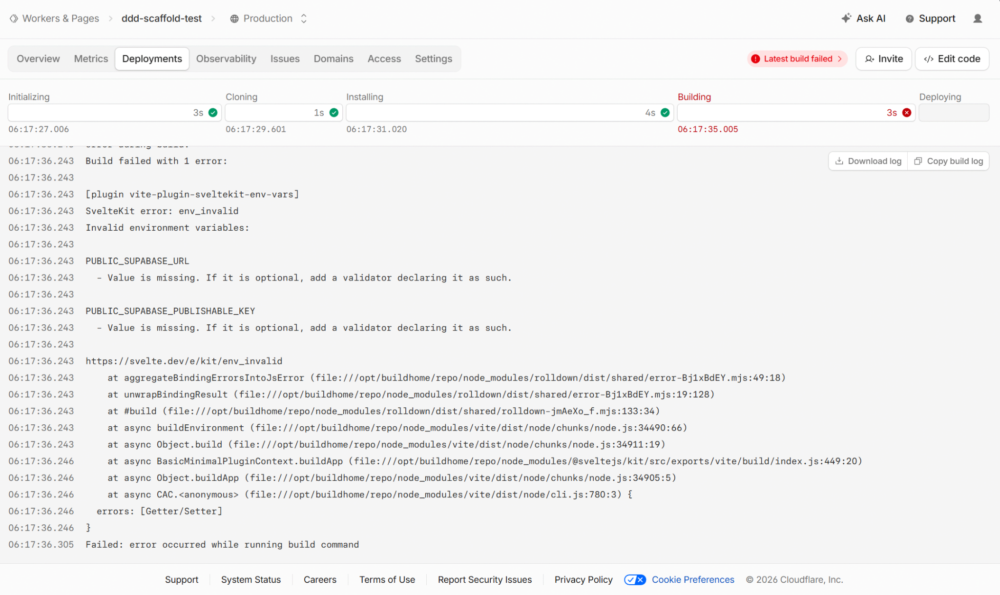 Workers & Pages
ddd-scaffold-test
Production
Ask AI
Support
Overview
Metrics
Deployments
Observability
Issues
Domains
Access
Settings
Latest build failed
Invite
Edit code
Initializing
3s
06:17:27.006
Cloning
1s
06:17:29.601
Installing
4s
06:17:31.020
Building
3s
06:17:35.005
Deploying
Download log
Copy build log
06:17:36.243 error during build:
06:17:36.243 Build failed with 1 error:
06:17:36.243
06:17:36.243 [plugin vite-plugin-sveltekit-env-vars]
06:17:36.243 SvelteKit error: env_invalid
06:17:36.243 Invalid environment variables:
06:17:36.243
06:17:36.243 PUBLIC_SUPABASE_URL
06:17:36.243 - Value is missing. If it is optional, add a validator declaring it as such.
06:17:36.243
06:17:36.243 PUBLIC_SUPABASE_PUBLISHABLE_KEY
06:17:36.243 - Value is missing. If it is optional, add a validator declaring it as such.
06:17:36.243
06:17:36.243 https://svelte.dev/e/kit/env_invalid
06:17:36.243 at aggregateBindingErrorsIntoJsError (file:///opt/buildhome/repo/node_modules/rolldown/dist/shared/error-Bj1xBdEY.mjs:49:18)
06:17:36.243 at unwrapBindingResult (file:///opt/buildhome/repo/node_modules/rolldown/dist/shared/error-Bj1xBdEY.mjs:19:128)
06:17:36.243 at #build (file:///opt/buildhome/repo/node_modules/rolldown/dist/shared/rolldown-jmAeXo_f.mjs:133:34)
06:17:36.243 at async buildEnvironment (file:///opt/buildhome/repo/node_modules/vite/dist/node/chunks/node.js:34490:66)
06:17:36.243 at async Object.build (file:///opt/buildhome/repo/node_modules/vite/dist/node/chunks/node.js:34911:19)
06:17:36.246 at async BasicMinimalPluginContext.buildApp (file:///opt/buildhome/repo/node_modules/@sveltejs/kit/src/exports/vite/build/index.js:449:20)
06:17:36.246 at async Object.buildApp (file:///opt/buildhome/repo/node_modules/vite/dist/node/chunks/node.js:34905:5)
06:17:36.246 at async CAC.<anonymous> (file:///opt/buildhome/repo/node_modules/vite/dist/node/cli.js:780:3) {
06:17:36.246 errors: [Getter/Setter]
06:17:36.246 }
06:17:36.305 Failed: error occurred while running build command
Support
System Status
Careers
Terms of Use
Report Security Issues
Privacy Policy
Cookie Preferences
© 2026 Cloudflare, Inc.